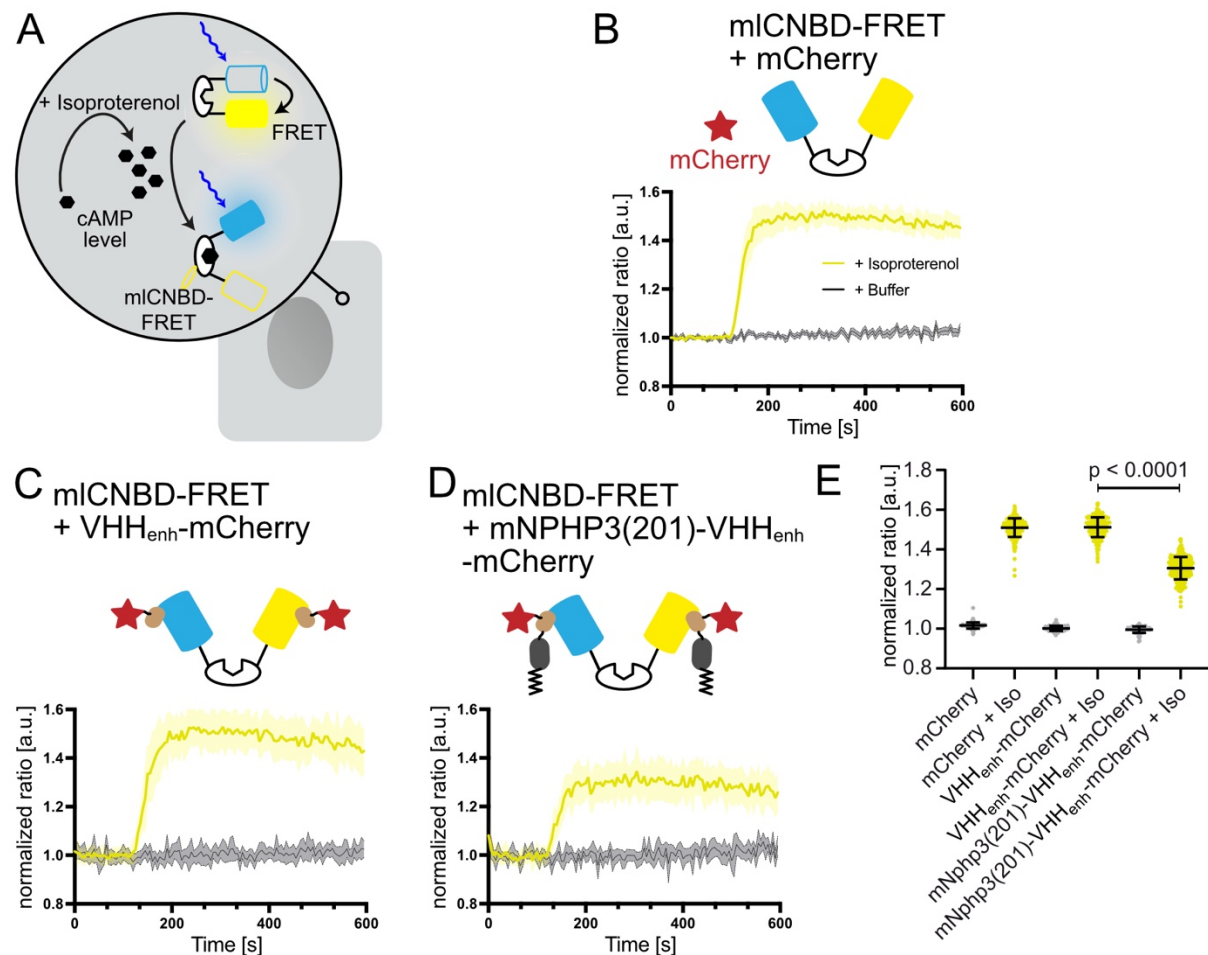 A
+ Isoproterenol
FRET
cAMP
level
mlCNBD-
FRET
B
mlCNBD-FRET
+ mCherry
mCherry
normalized ratio [a.u.]
1.6
1.4
1.2
1.0
0.8
+ Isoproterenol
+ Buffer
0
200
400
600
Time [s]
C
mlCNBD-FRET
+ VHHenh-mCherry
normalized ratio [a.u.]
1.6
1.4
1.2
1.0
0.8
0
200
400
600
Time [s]
D
mlCNBD-FRET
+ mNPHP3(201)-VHHenh
-mCherry
normalized ratio [a.u.]
1.6
1.4
1.2
1.0
0.8
0
200
400
600
Time [s]
E
p < 0.0001
normalized ratio [a.u.]
1.8
1.6
1.4
1.2
1.0
0.8
mCherry
mCherry + Iso
VHHenh-mCherry
VHHenh-mCherry + Iso
mNphp3(201)-VHHenh-mCherry
mNphp3(201)-VHHenh-mCherry + Iso